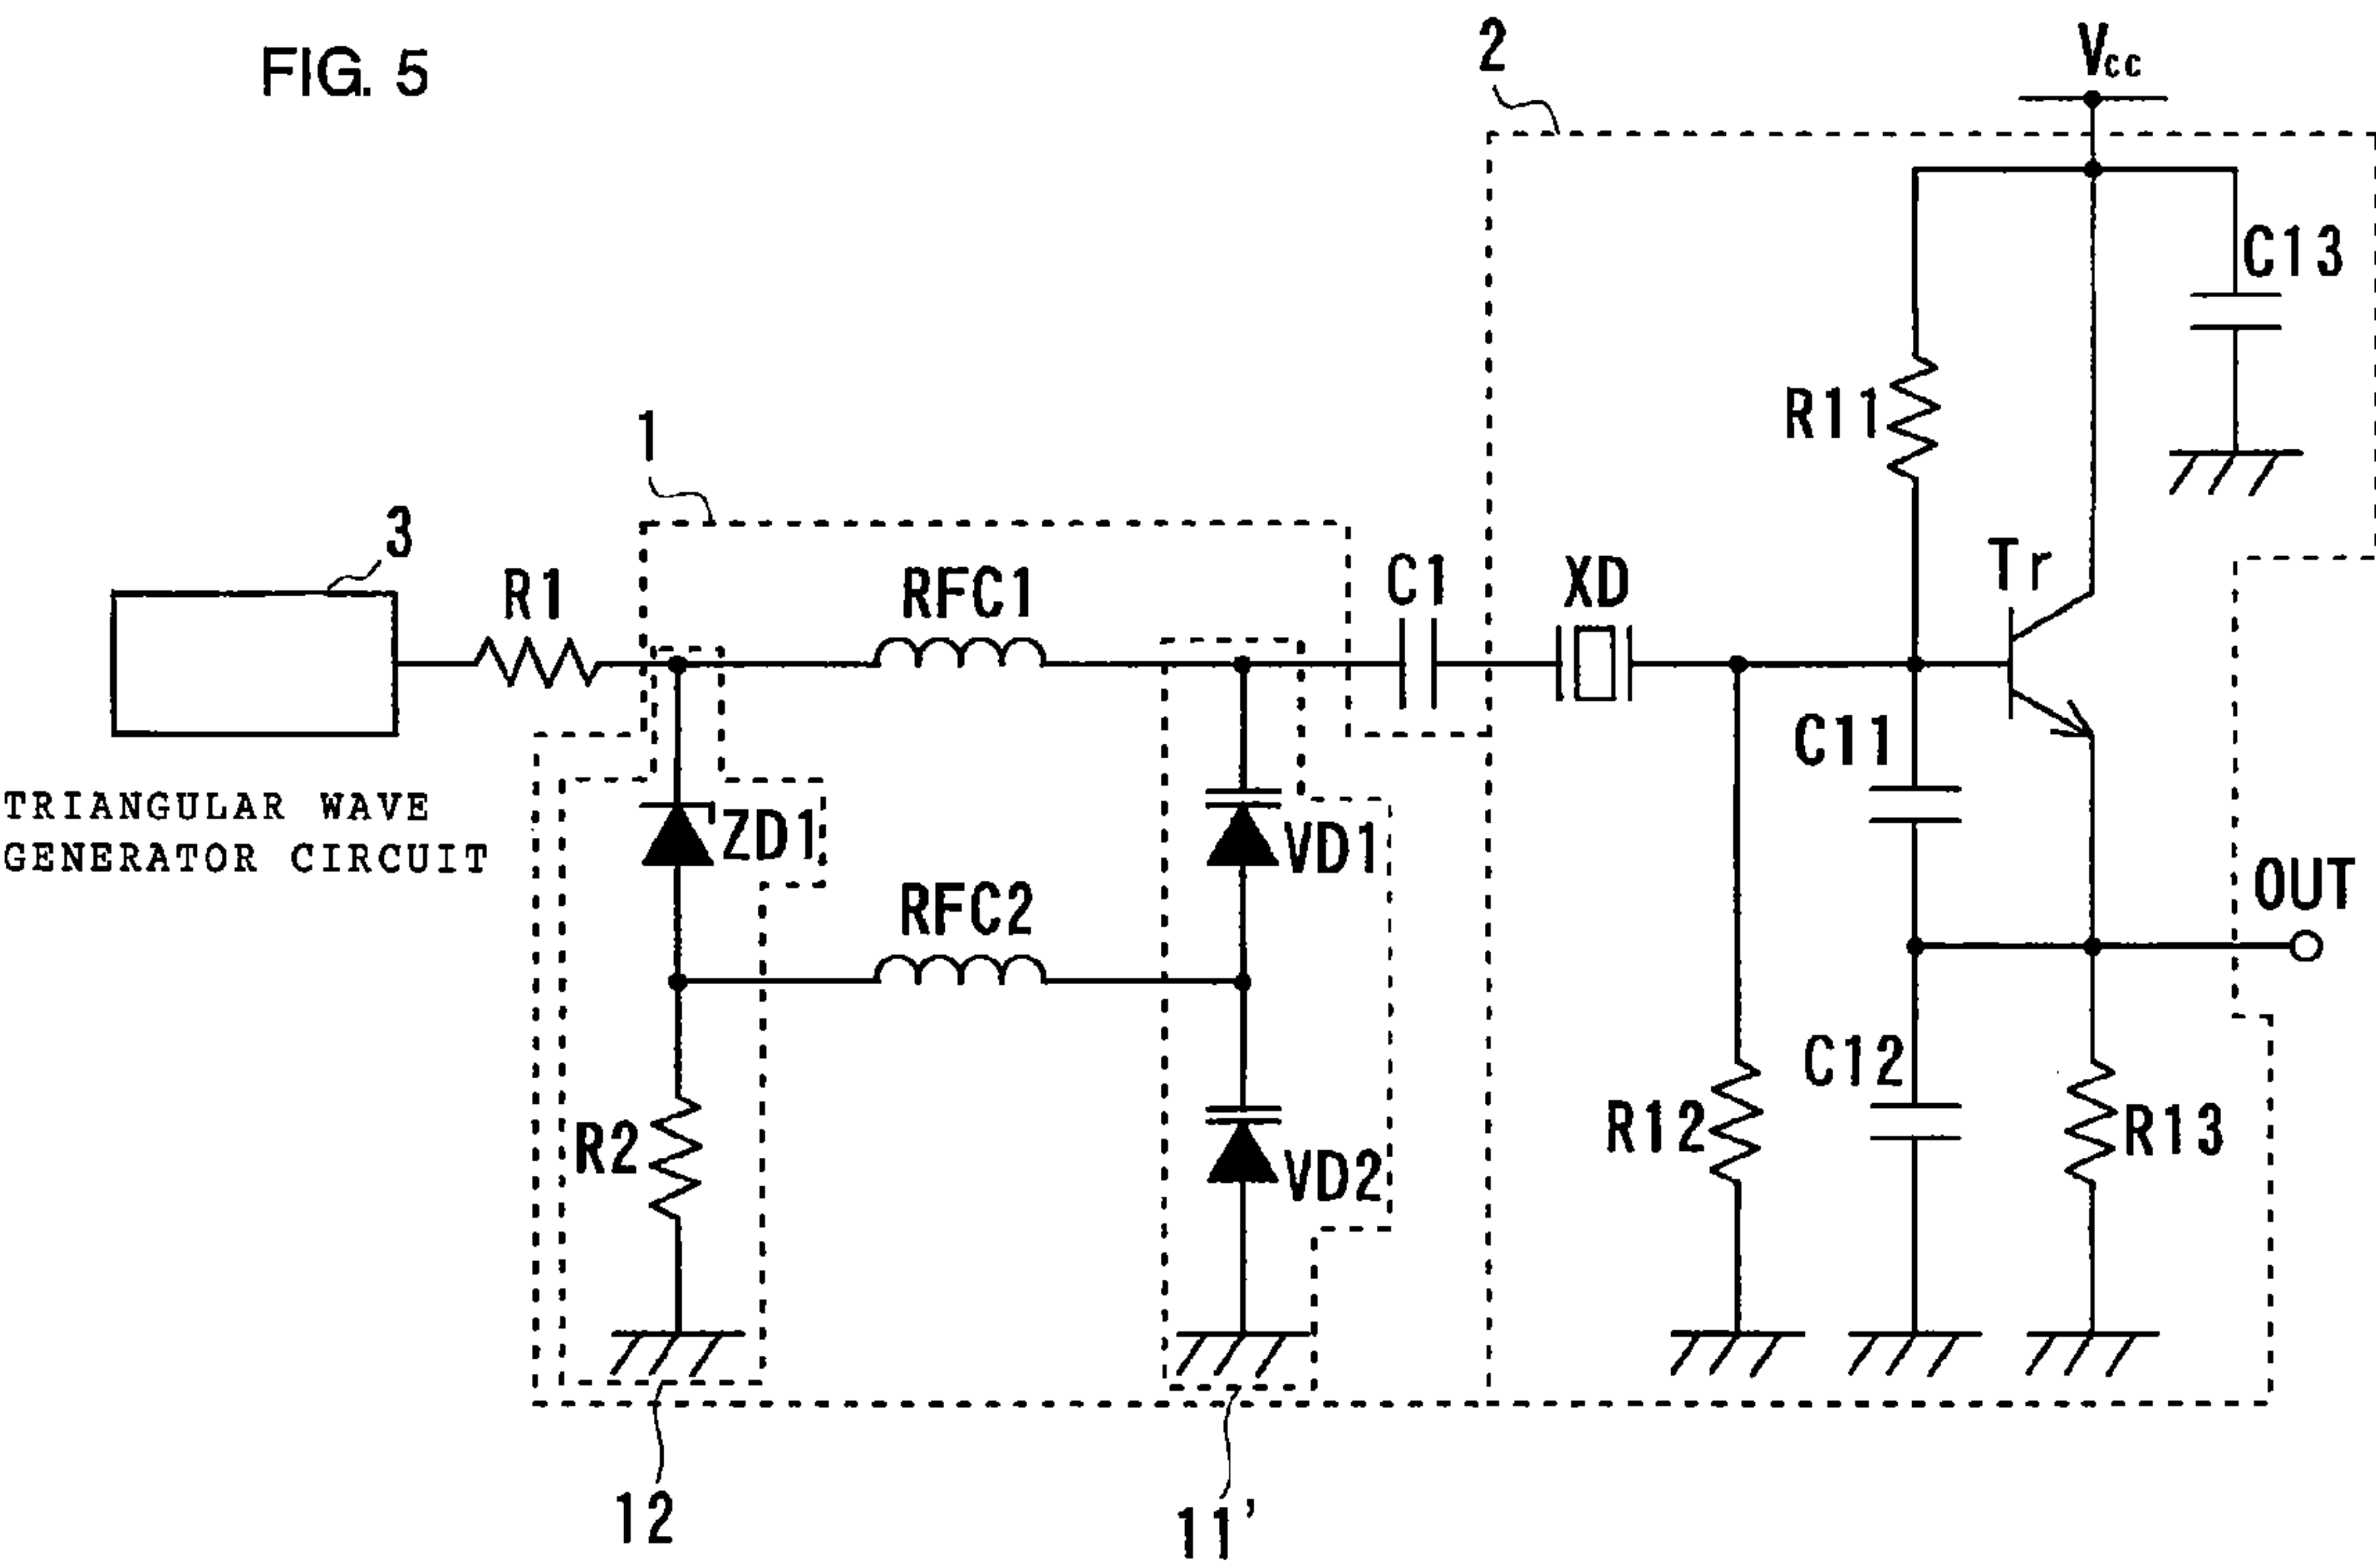 FIG. 5
2
Vcc
C13
R11
1
3
R1
RFC1
C1
XD
Tr
C11
TRIANGULAR WAVE
GENERATOR CIRCUIT
ZD1
VD1
OUT
RFC2
C12
R2
VD2
R12
R13
12
11'